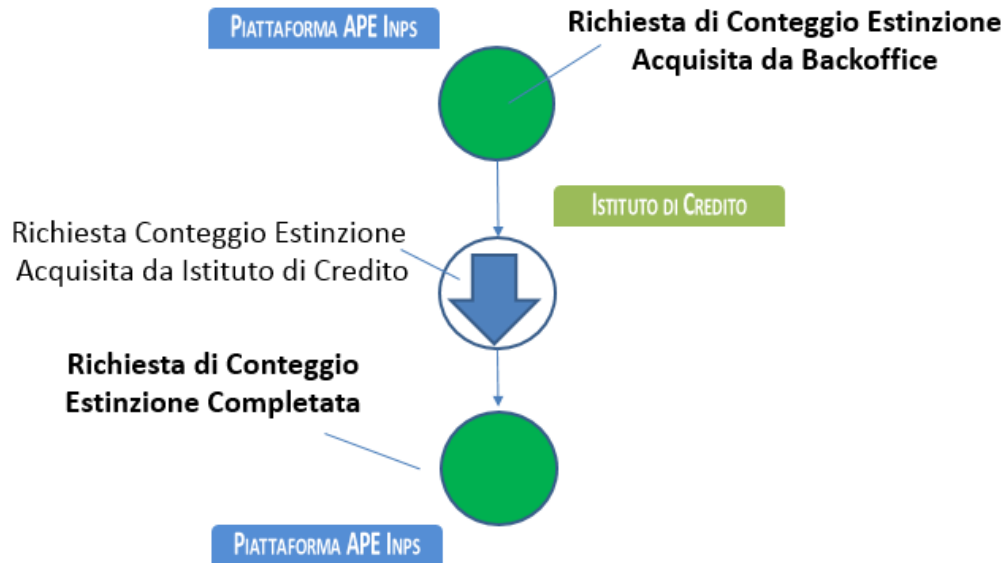 PIATTAFORMA APE INPS
Richiesta di Conteggio Estinzione
Acquisita da Backoffice
ISTITUTO DI CREDITO
Richiesta Conteggio Estinzione
Acquisita da Istituto di Credito
Richiesta di Conteggio
Estinzione Completata
PIATTAFORMA APE INPS